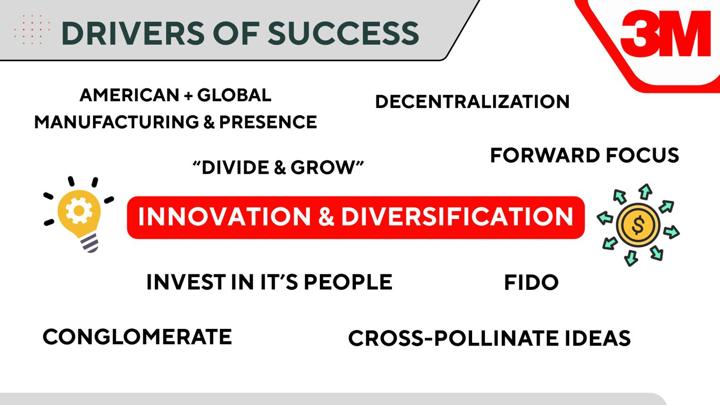 DRIVERS OF SUCCESS
3M
AMERICAN + GLOBAL
MANUFACTURING & PRESENCE
DECENTRALIZATION
“DIVIDE & GROW”
FORWARD FOCUS
INNOVATION & DIVERSIFICATION
$
INVEST IN IT’S PEOPLE
FIDO
CONGLOMERATE
CROSS-POLLINATE IDEAS